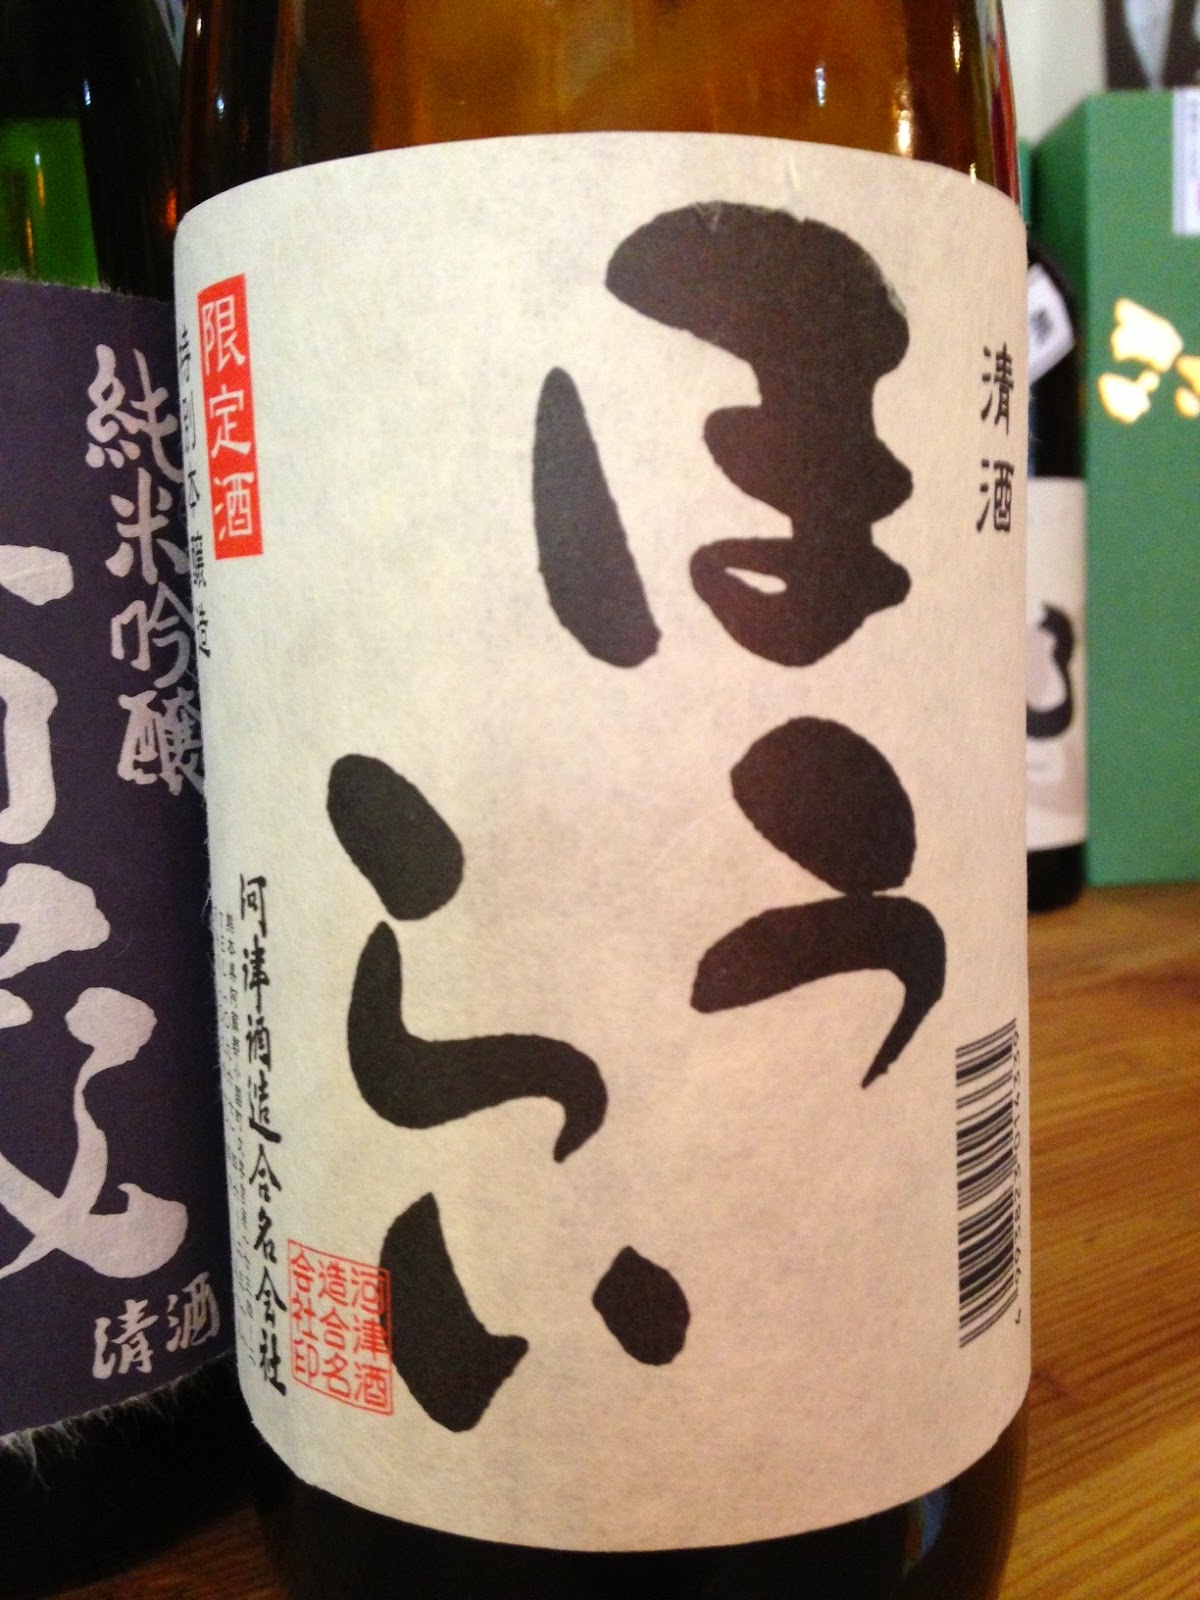 清酒
ほうらい
限定酒
特別本醸造
河津酒造合名会社
河津酒
造合名
会社印
4993823014339
純米吟醸
清酒